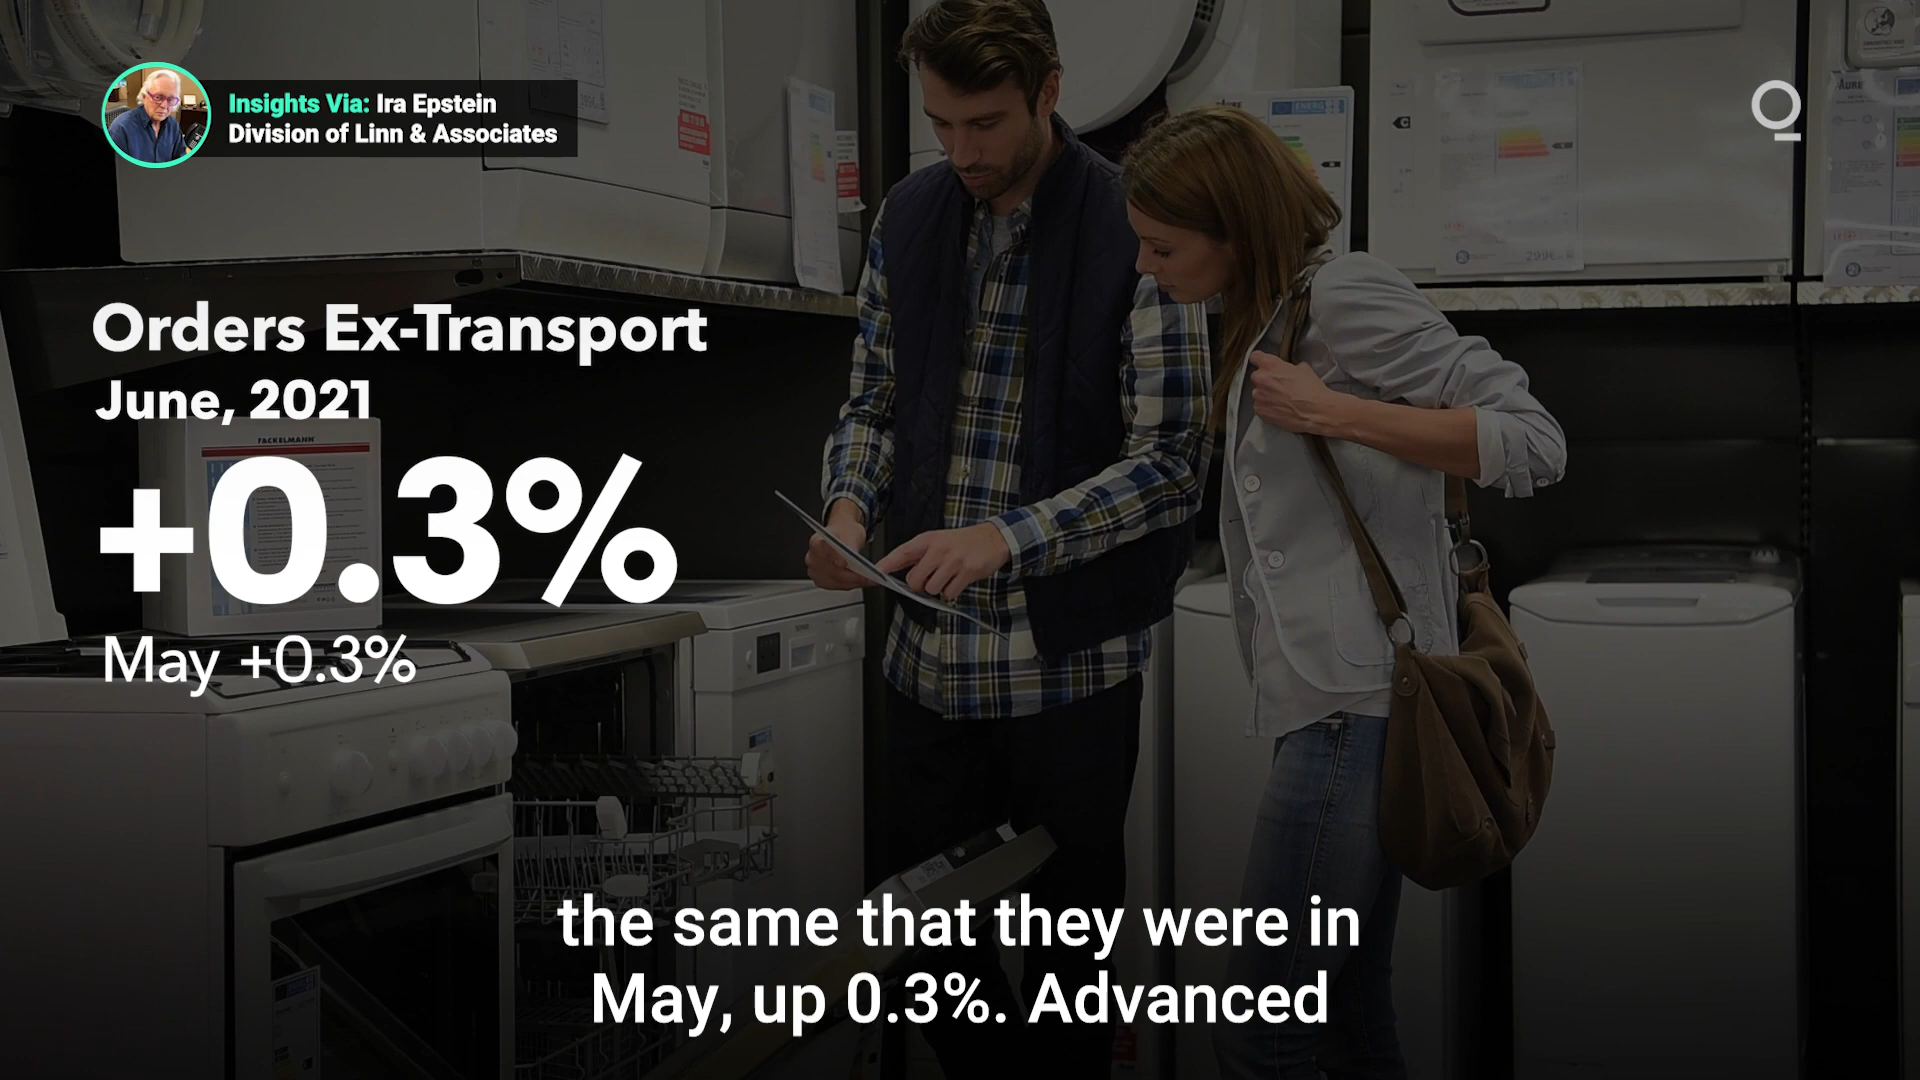 Insights Via: Ira Epstein
Division of Linn & Associates
Orders Ex-Transport
June, 2021
FACKELMANN
+0.3%
May +0.3%
the same that they were in
May, up 0.3%. Advanced